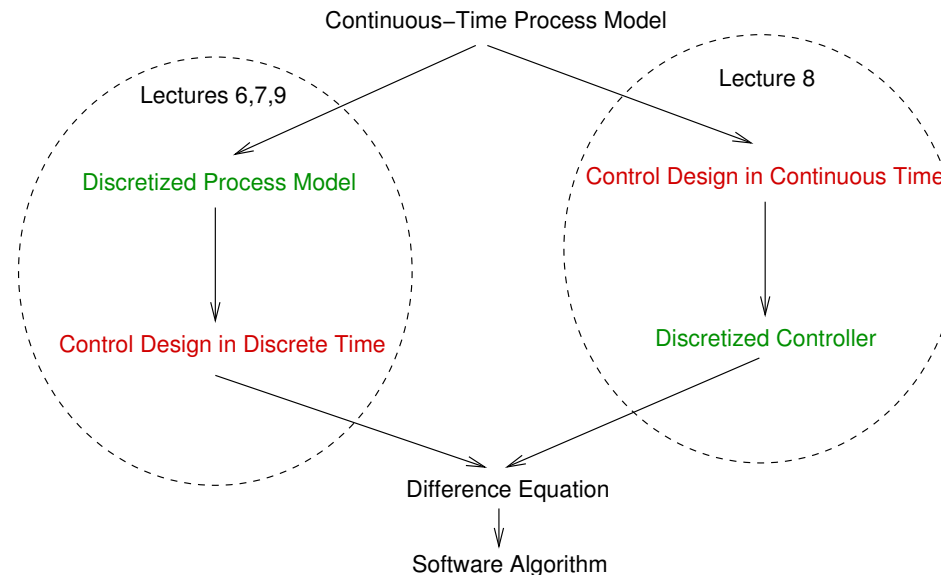 Continuous−Time Process Model
Lectures 6,7,9
Lecture 8
Discretized Process Model
Control Design in Continuous Time
Control Design in Discrete Time
Discretized Controller
Difference Equation
Software Algorithm